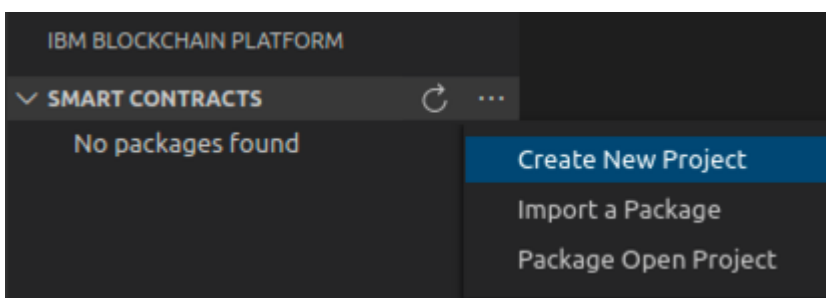 IBM BLOCKCHAIN PLATFORM
SMART CONTRACTS
No packages found
Create New Project
Import a Package
Package Open Project